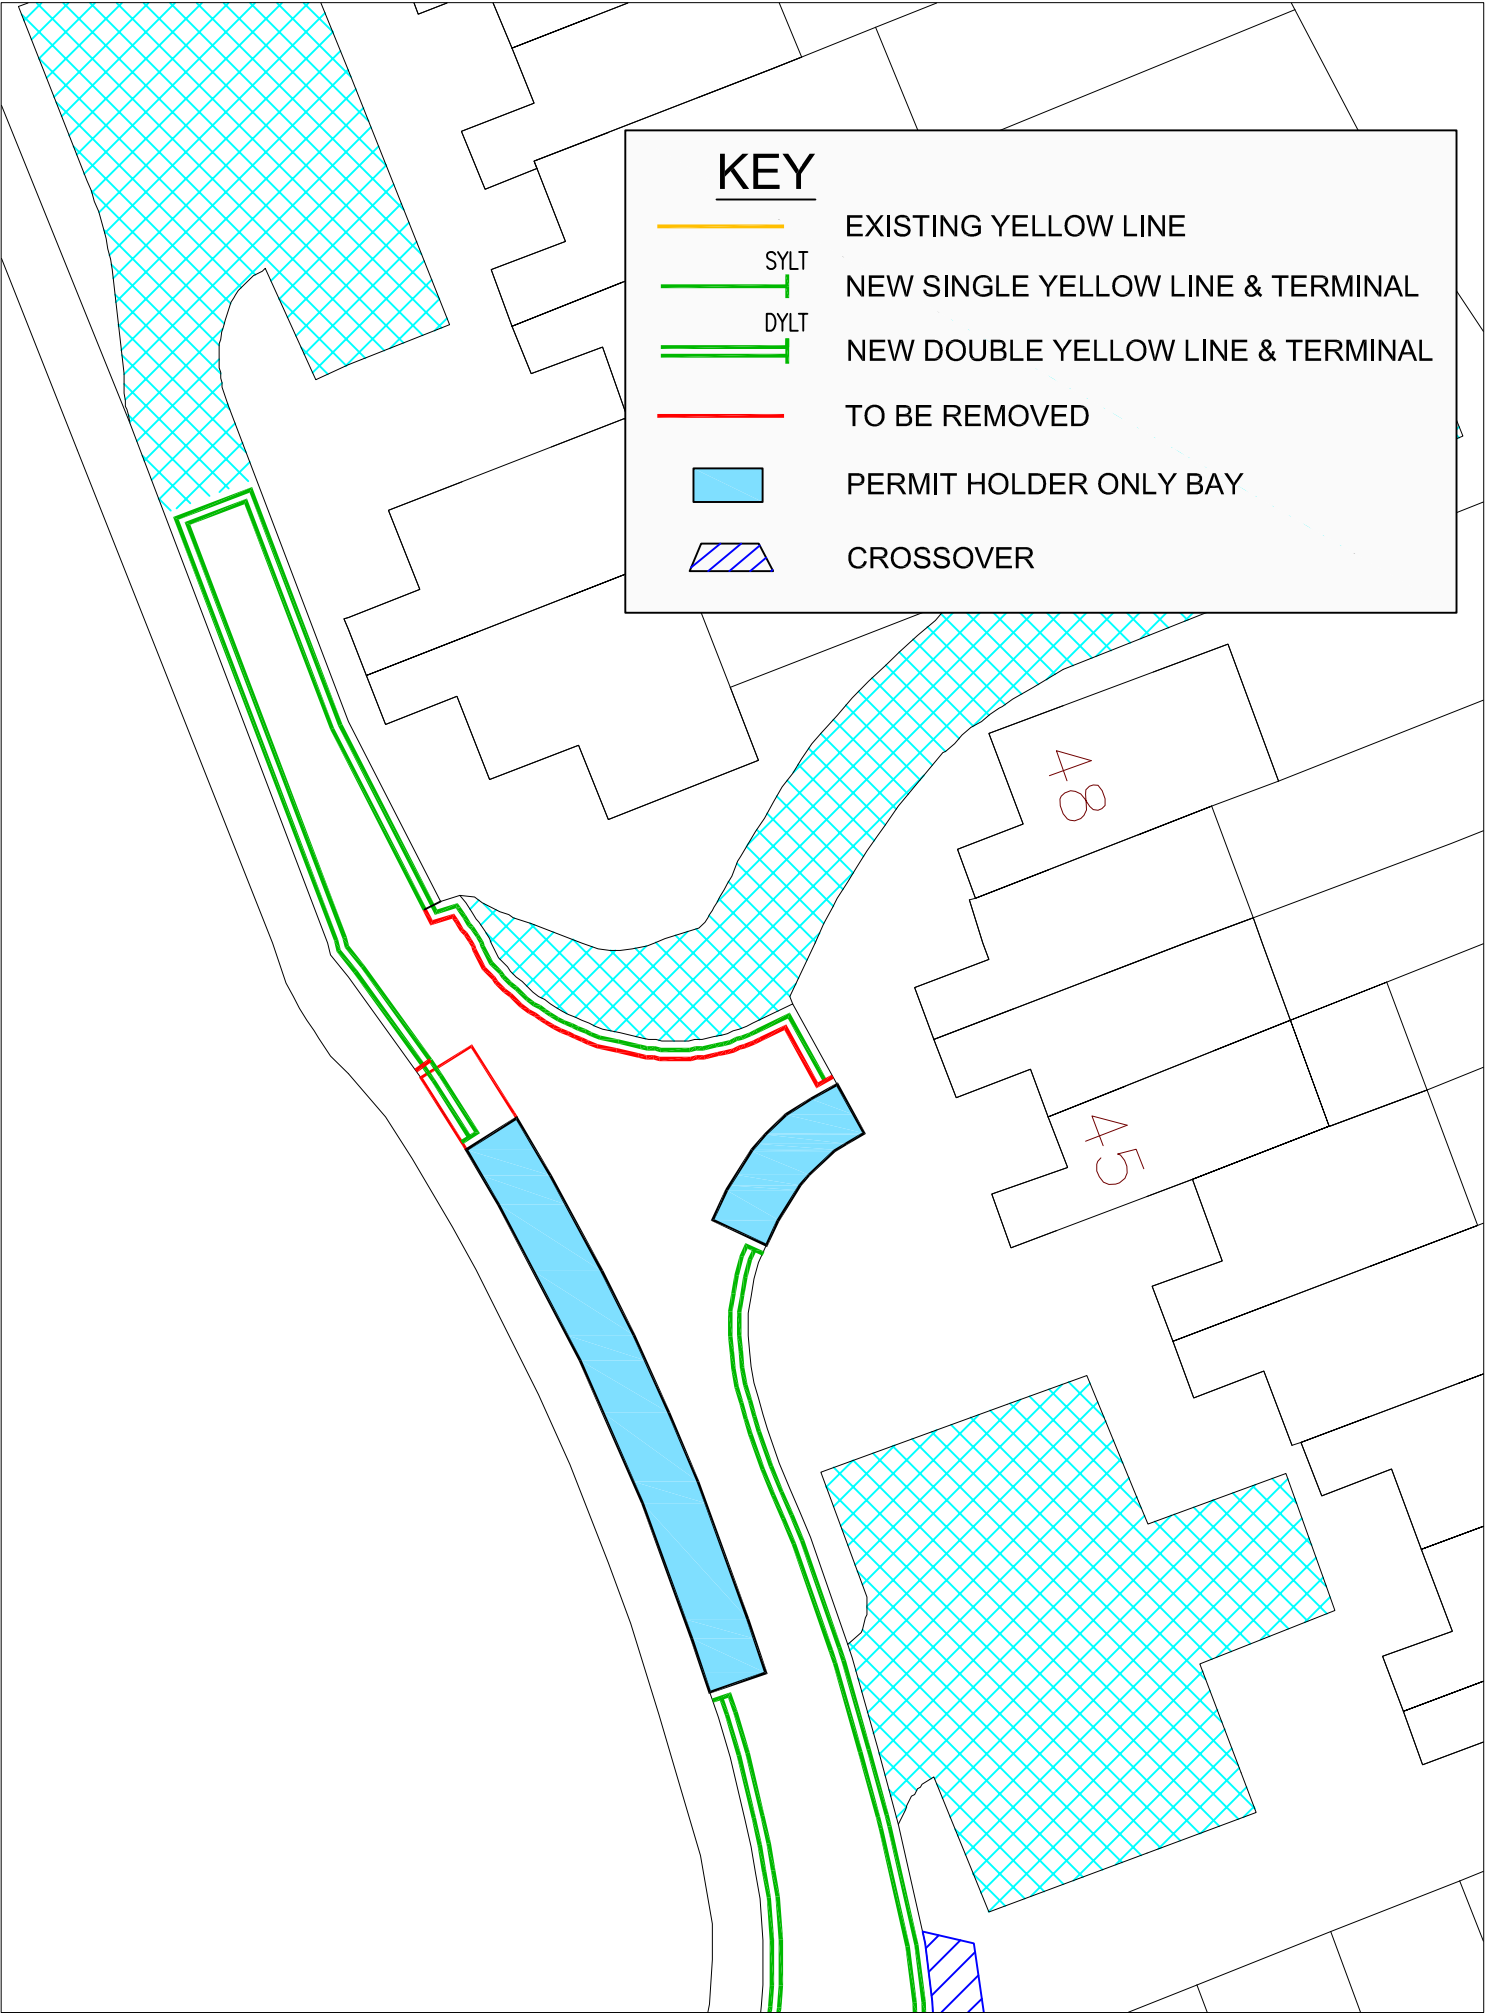 KEY
EXISTING YELLOW LINE
SYLT
NEW SINGLE YELLOW LINE & TERMINAL
DYLT
NEW DOUBLE YELLOW LINE & TERMINAL
TO BE REMOVED
PERMIT HOLDER ONLY BAY
CROSSOVER
48
45